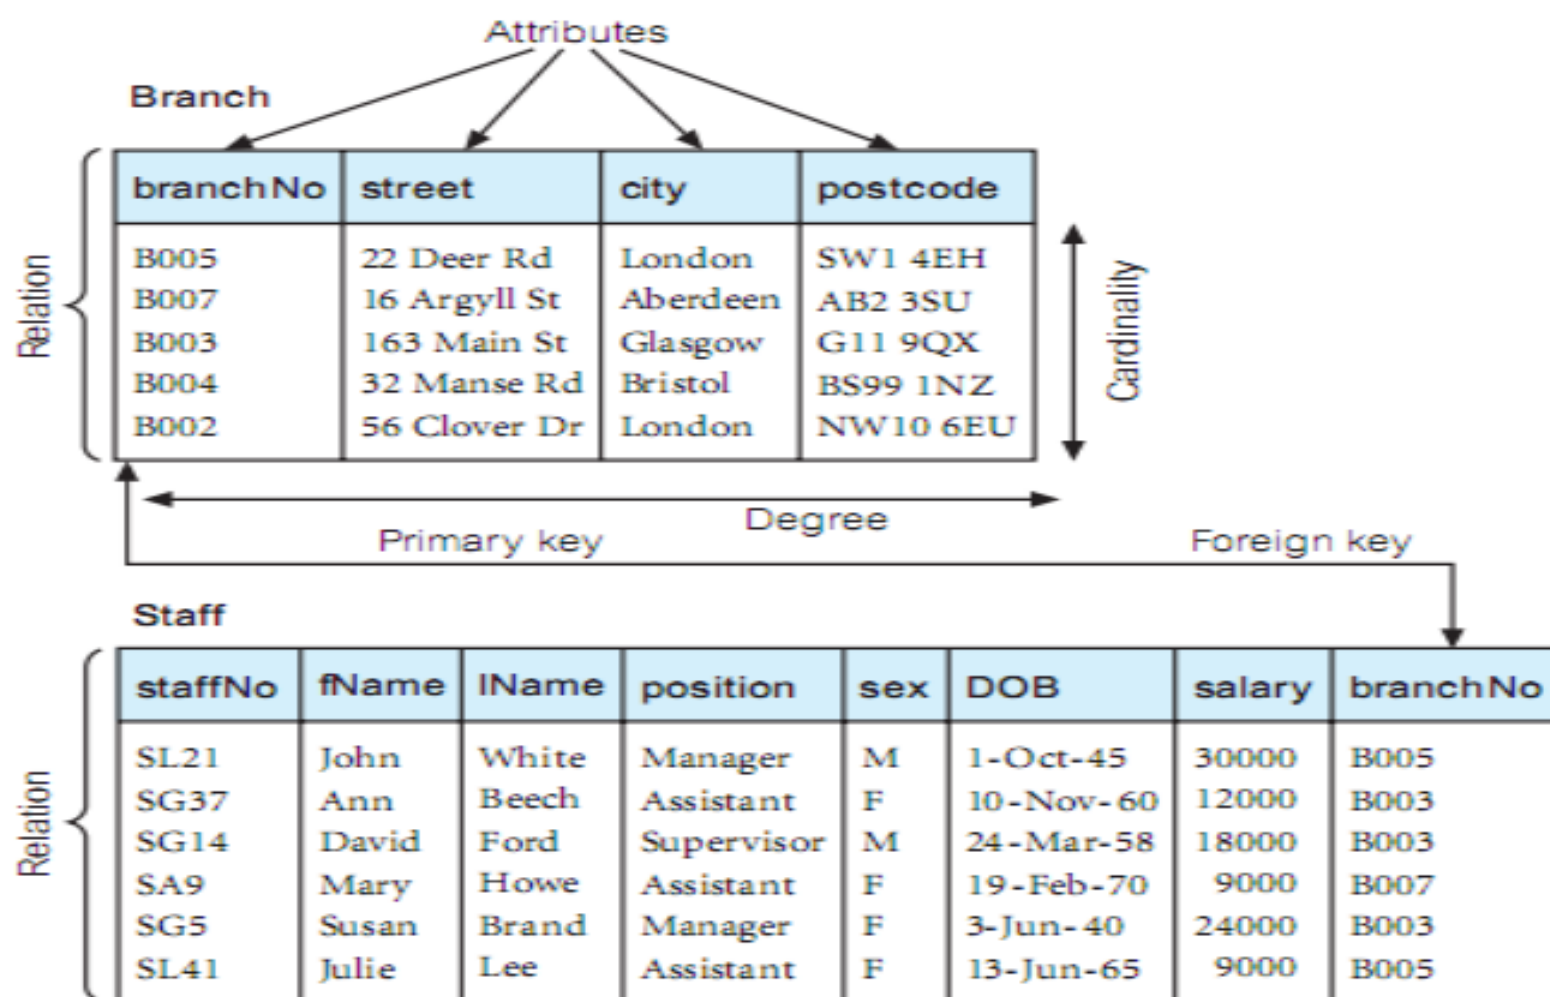 Attributes
Branch
branchNo street city postcode
B005 22 Deer Rd London SW1 4EH
B007 16 Argyll St Aberdeen AB2 3SU
B003 163 Main St Glasgow G11 9QX
B004 32 Manse Rd Bristol BS99 1NZ
B002 56 Clover Dr London NW10 6EU
Relation
Cardinality
Degree
Primary key Foreign key
Staff
staffNo fName lName position sex DOB salary branchNo
SL21 John White Manager M 1-Oct-45 30000 B005
SG37 Ann Beech Assistant F 10-Nov-60 12000 B003
SG14 David Ford Supervisor M 24-Mar-58 18000 B003
SA9 Mary Howe Assistant F 19-Feb-70 9000 B007
SG5 Susan Brand Manager F 3-Jun-40 24000 B003
SL41 Julie Lee Assistant F 13-Jun-65 9000 B005
Relation